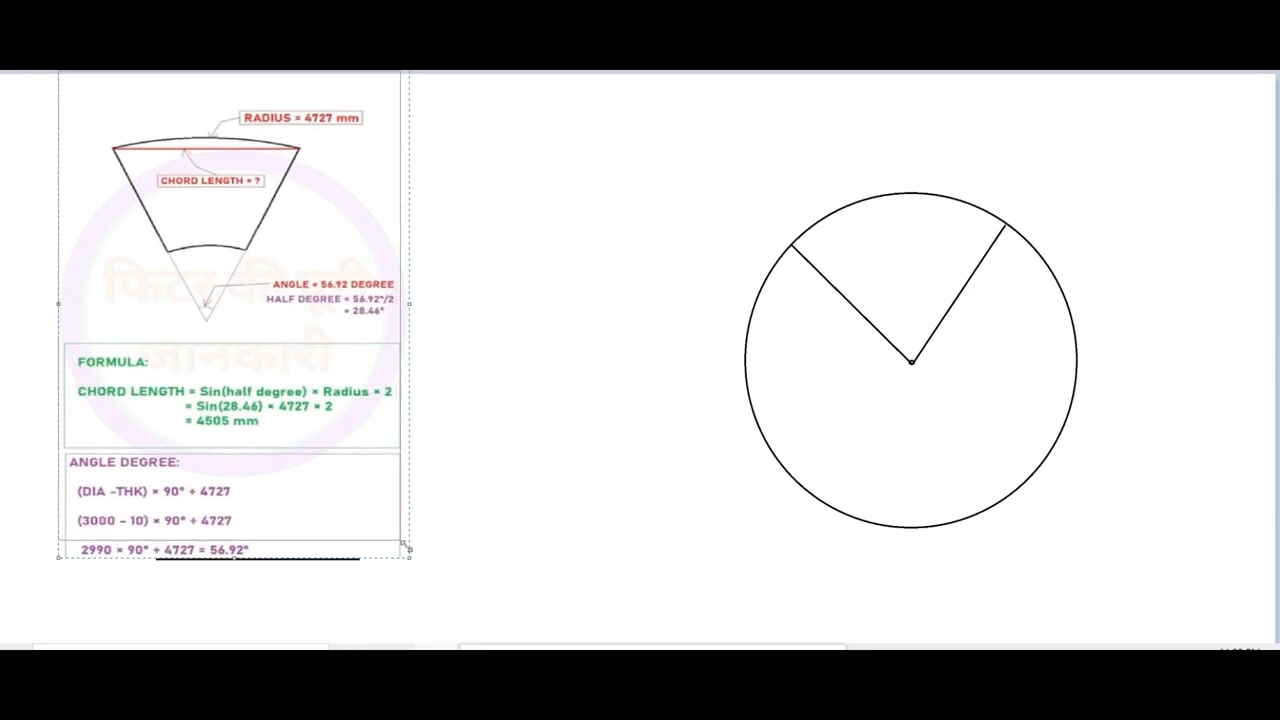 RADIUS = 4727 mm
CHORD LENGTH = ?
ANGLE = 56.92 DEGREE
HALF DEGREE = 56.92°/2
= 28.46°
फिटर की पूरी
जानकारी
FORMULA:
CHORD LENGTH = Sin(half degree) × Radius × 2
= Sin(28.46) × 4727 × 2
= 4505 mm
ANGLE DEGREE:
(DIA -THK) × 90° ÷ 4727
(3000 - 10) × 90° ÷ 4727
2990 × 90° ÷ 4727 = 56.92°